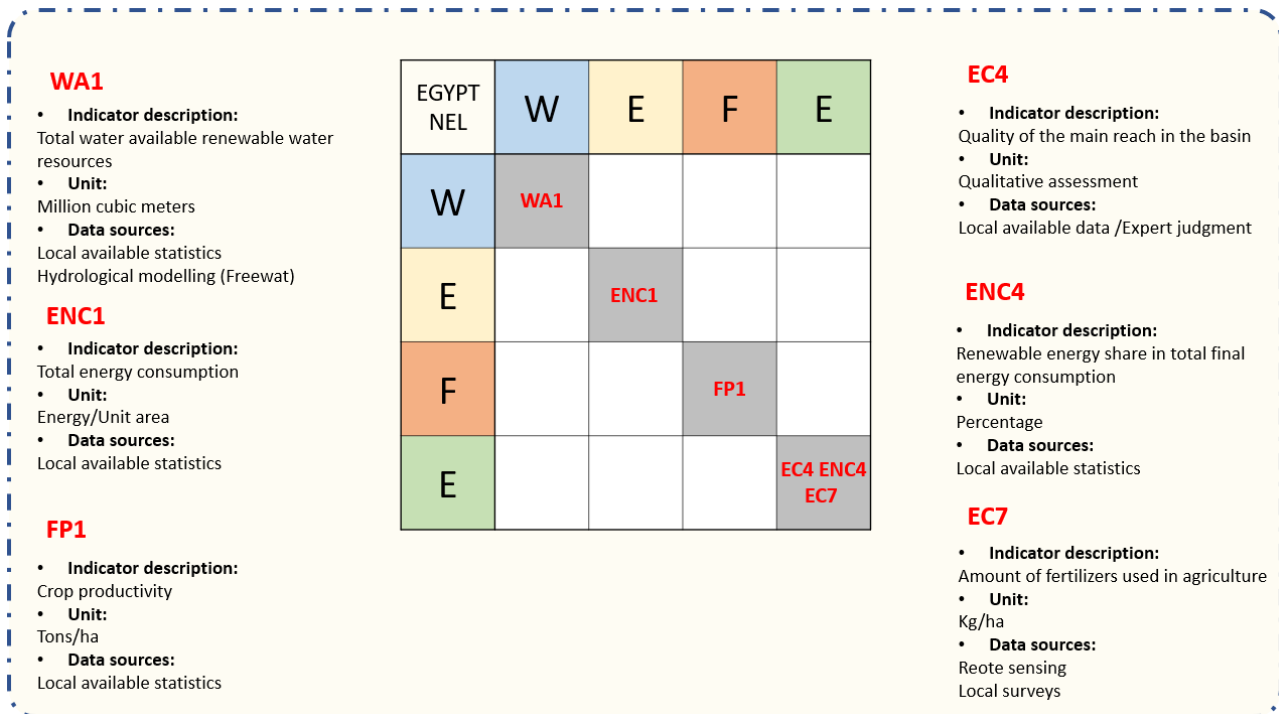 WA1
• Indicator description:
Total water available renewable water
resources
• Unit:
Million cubic meters
• Data sources:
Local available statistics
Hydrological modelling (Freewat)
ENC1
• Indicator description:
Total energy consumption
• Unit:
Energy/Unit area
• Data sources:
Local available statistics
FP1
• Indicator description:
Crop productivity
• Unit:
Tons/ha
• Data sources:
Local available statistics
EGYPT
NEL
W
E
F
E
W
WA1
E
ENC1
F
FP1
E
EC4 ENC4
EC7
EC4
• Indicator description:
Quality of the main reach in the basin
• Unit:
Qualitative assessment
• Data sources:
Local available data /Expert judgment
ENC4
• Indicator description:
Renewable energy share in total final
energy consumption
• Unit:
Percentage
• Data sources:
Local available statistics
EC7
• Indicator description:
Amount of fertilizers used in agriculture
• Unit:
Kg/ha
• Data sources:
Reote sensing
Local surveys